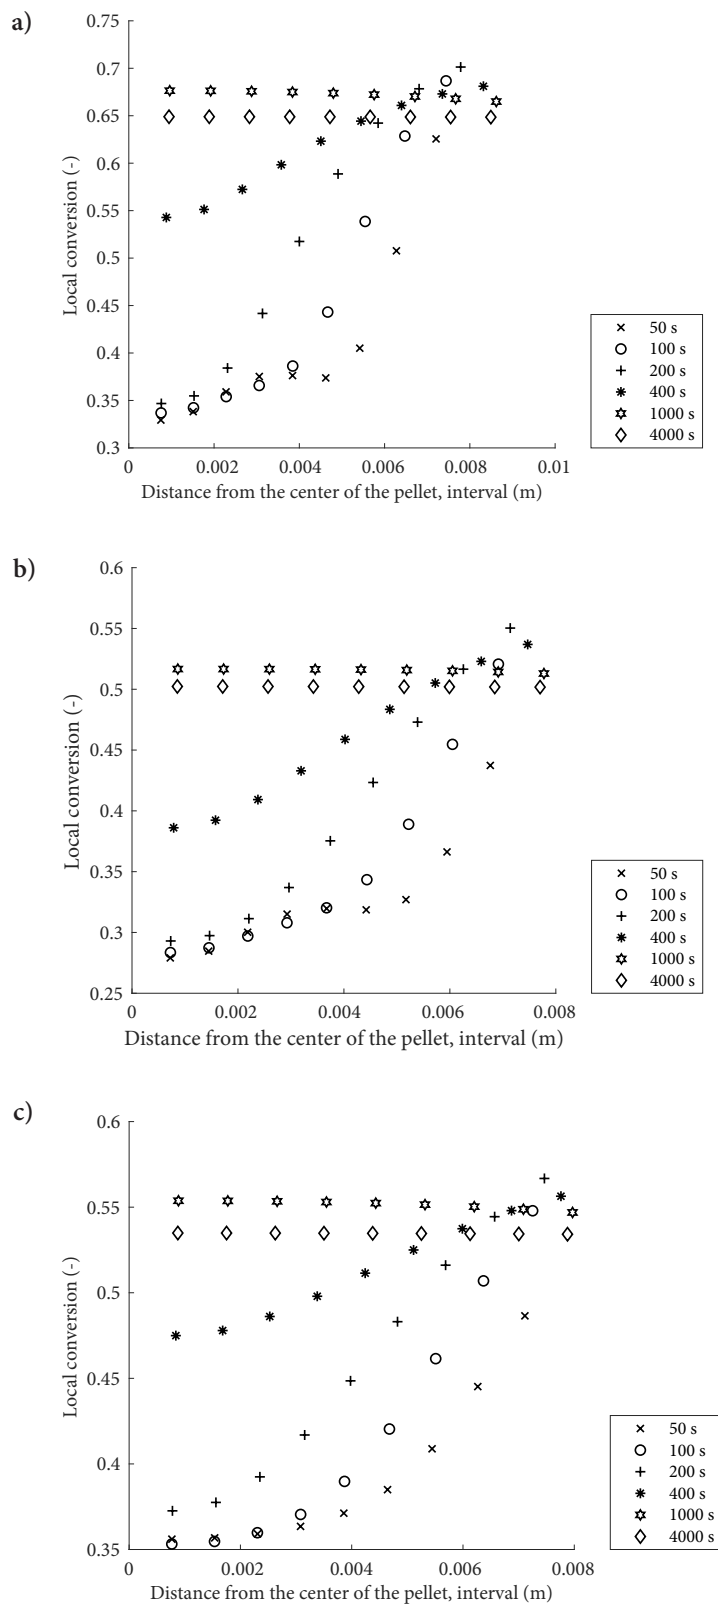 a)
0.75
0.7
0.65
0.6
0.55
0.5
0.45
0.4
0.35
0.3
Local conversion (-)
0 0.002 0.004 0.006 0.008 0.01
Distance from the center of the pellet, interval (m)
50 s
100 s
200 s
400 s
1000 s
4000 s
b)
0.6
0.55
0.5
0.45
0.4
0.35
0.3
0.25
Local conversion (-)
0 0.002 0.004 0.006 0.008
Distance from the center of the pellet, interval (m)
50 s
100 s
200 s
400 s
1000 s
4000 s
c)
0.6
0.55
0.5
0.45
0.4
0.35
Local conversion (-)
0 0.002 0.004 0.006 0.008
Distance from the center of the pellet, interval (m)
50 s
100 s
200 s
400 s
1000 s
4000 s